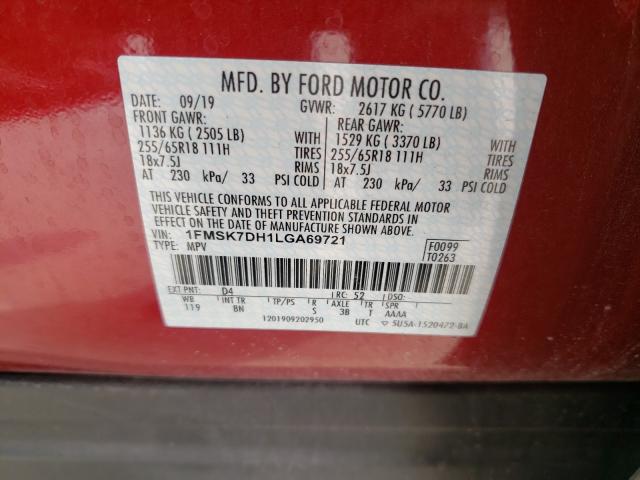 MFD. BY FORD MOTOR CO.
DATE: 09/19 GVWR: 2617 KG ( 5770 LB)
FRONT GAWR: REAR GAWR:
1136 KG ( 2505 LB) WITH 1529 KG ( 3370 LB) WITH
255/65R18 111H TIRES 255/65R18 111H TIRES
18x7.5J RIMS 18x7.5J RIMS
AT 230 kPa/ 33 PSI COLD AT 230 kPa/ 33 PSI COLD
THIS VEHICLE CONFORMS TO ALL APPLICABLE FEDERAL MOTOR
VEHICLE SAFETY AND THEFT PREVENTION STANDARDS IN
EFFECT ON THE DATE OF MANUFACTURE SHOWN ABOVE.
VIN: 1FMSK7DH1LGA69721 F0099
TYPE: MPV T0263
EXT PNT: D4 RC: 52 DSO:
WB INT TR TP/PS R AXLE TR SPR
119 BN S 3B T AAAA
1201909202950 UTC ▽ 5U5A-1520472-BA